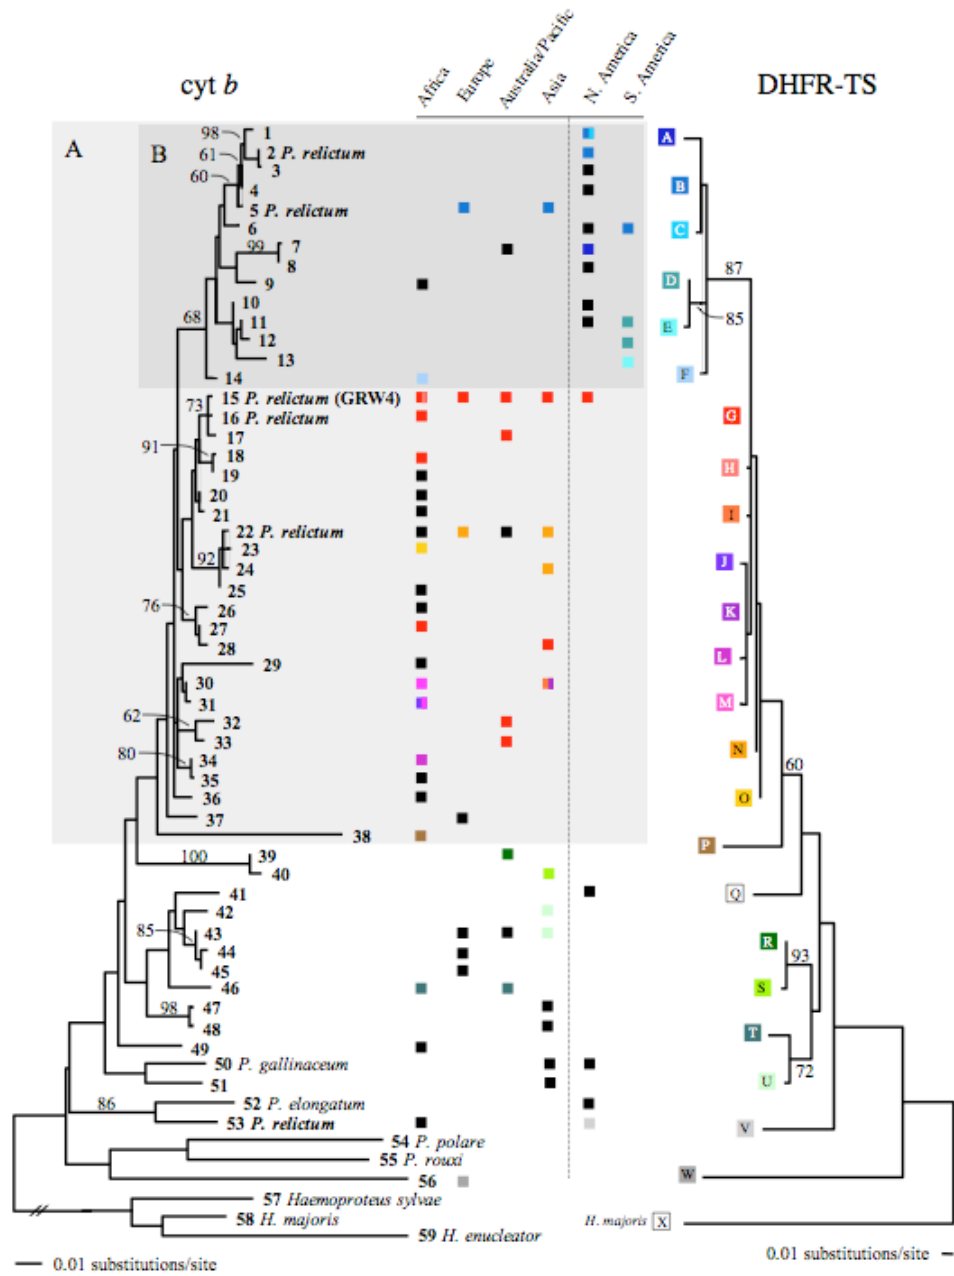 cyt b
Africa
Europe
Australia/Pacific
Asia
N. America
S. America
DHFR-TS
A
B
98
61
60
99
68
1
2 P. relictum
3
4
5 P. relictum
6
7
8
9
10
11
12
13
14
15 P. relictum (GRW4)
73
16 P. relictum
17
91
18
19
20
21
22 P. relictum
23
92
24
25
76
26
27
28
29
30
31
62
32
33
80
34
35
36
37
38
100
39
40
41
42
85
43
44
45
46
98
47
48
49
50 P. gallinaceum
51
86
52 P. elongatum
53 P. relictum
54 P. polare
55 P. rouxi
56
57 Haemoproteus sylvae
58 H. majoris
59 H. enucleator
0.01 substitutions/site
A
B
C
87
D
85
E
F
G
H
I
J
K
L
M
N
60
O
P
Q
R
93
S
T
72
U
V
W
H. majoris X
0.01 substitutions/site